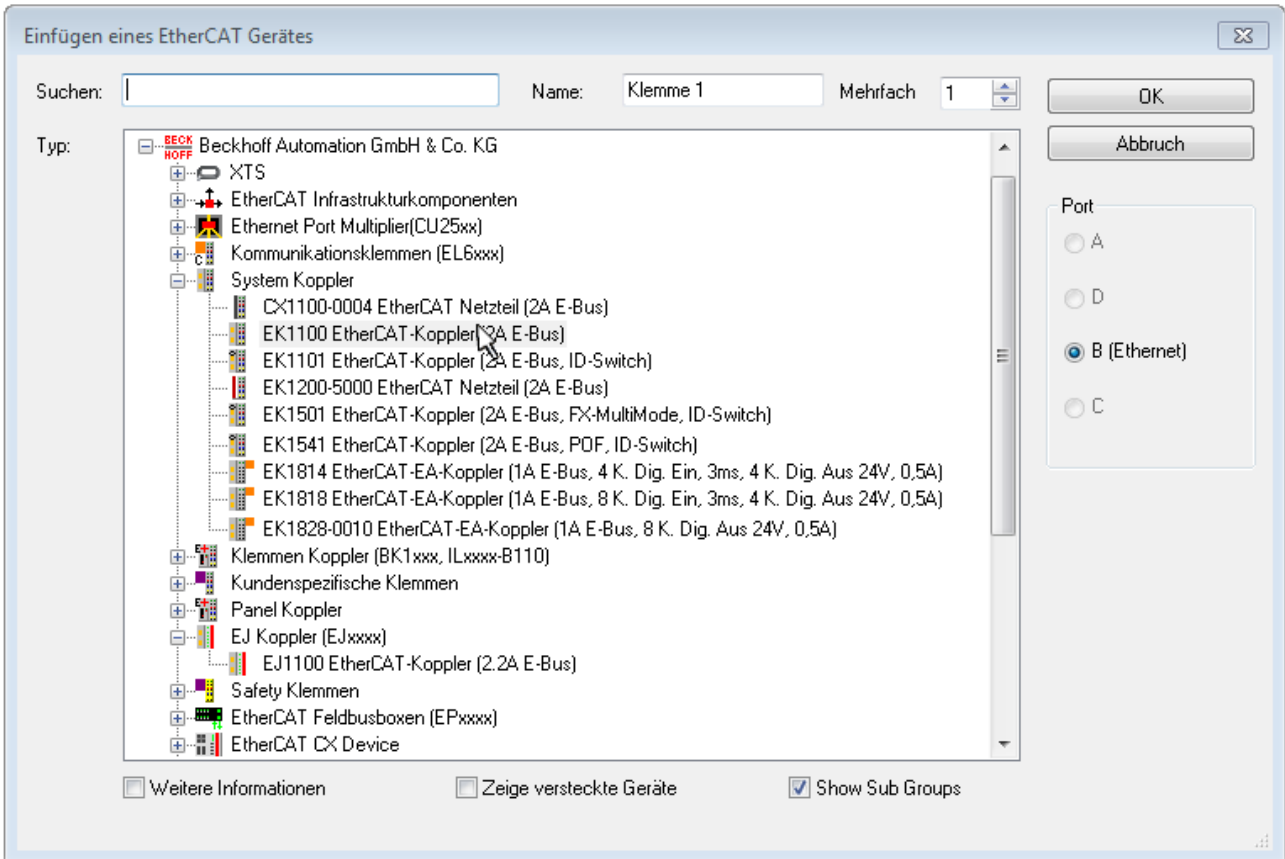 Einfügen eines EtherCAT Gerätes
Suchen: Name: Klemme 1 Mehrfach 1 OK
Typ: Abbruch
BECK HOFF Beckhoff Automation GmbH & Co. KG
XTS
EtherCAT Infrastrukturkomponenten
Ethernet Port Multiplier(CU25xx)
C Kommunikationsklemmen (EL6xxx)
System Koppler
CX1100-0004 EtherCAT Netzteil (2A E-Bus)
EK1100 EtherCAT-Koppler (2A E-Bus)
EK1101 EtherCAT-Koppler (2A E-Bus, ID-Switch)
EK1200-5000 EtherCAT Netzteil (2A E-Bus)
EK1501 EtherCAT-Koppler (2A E-Bus, FX-MultiMode, ID-Switch)
EK1541 EtherCAT-Koppler (2A E-Bus, POF, ID-Switch)
EK1814 EtherCAT-EA-Koppler (1A E-Bus, 4 K. Dig. Ein, 3ms, 4 K. Dig. Aus 24V, 0,5A)
EK1818 EtherCAT-EA-Koppler (1A E-Bus, 8 K. Dig. Ein, 3ms, 4 K. Dig. Aus 24V, 0,5A)
EK1828-0010 EtherCAT-EA-Koppler (1A E-Bus, 8 K. Dig. Aus 24V, 0,5A)
Klemmen Koppler (BK1xxx, ILxxxx-B110)
Kundenspezifische Klemmen
Panel Koppler
EJ Koppler (EJxxxx)
EJ1100 EtherCAT-Koppler (2.2A E-Bus)
Safety Klemmen
EtherCAT Feldbusboxen (EPxxxx)
EtherCAT CX Device
Port
A
D
B (Ethernet)
C
Weitere Informationen Zeige versteckte Geräte Show Sub Groups